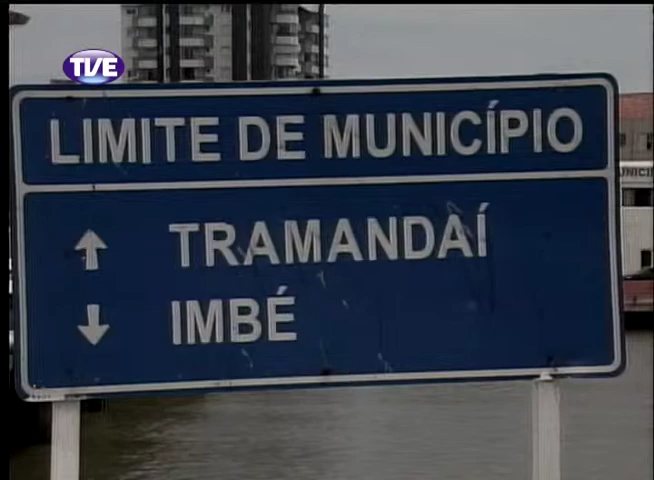 TVE
LIMITE DE MUNICÍPIO
↑ TRAMANDAÍ
↓ IMBÉ